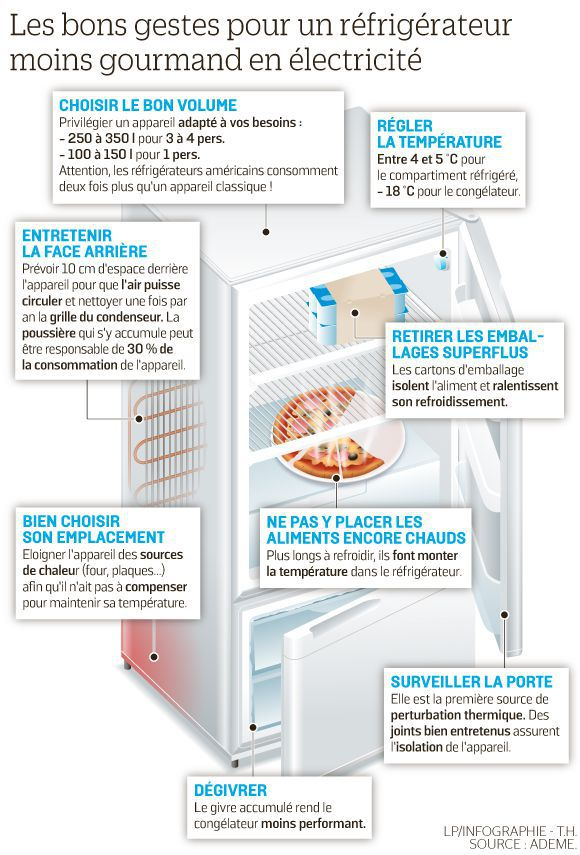 Les bons gestes pour un réfrigérateur
moins gourmand en électricité
CHOISIR LE BON VOLUME
Privilégier un appareil adapté à vos besoins :
- 250 à 350 l pour 3 à 4 pers.
- 100 à 150 l pour 1 pers.
Attention, les réfrigérateurs américains consomment
deux fois plus qu'un appareil classique !
RÉGLER
LA TEMPÉRATURE
Entre 4 et 5 °C pour
le compartiment réfrigéré,
- 18 °C pour le congélateur.
ENTRETENIR
LA FACE ARRIÈRE
Prévoir 10 cm d'espace derrière
l'appareil pour que l'air puisse
circuler et nettoyer une fois par
an la grille du condenseur. La
poussière qui s'y accumule peut
être responsable de 30 % de
la consommation de l'appareil.
RETIRER LES EMBAL-
LAGES SUPERFLUS
Les cartons d'emballage
isolent l'aliment et ralentissent
son refroidissement.
BIEN CHOISIR
SON EMPLACEMENT
Eloigner l'appareil des sources
de chaleur (four, plaques...)
afin qu'il n'ait pas à compenser
pour maintenir sa température.
NE PAS Y PLACER LES
ALIMENTS ENCORE CHAUDS
Plus longs à refroidir, ils font monter
la température dans le réfrigérateur.
SURVEILLER LA PORTE
Elle est la première source de
perturbation thermique. Des
joints bien entretenus assurent
l'isolation de l'appareil.
DÉGIVRER
Le givre accumulé rend le
congélateur moins performant.
LP/INFOGRAPHIE - T.H.
SOURCE : ADEME.